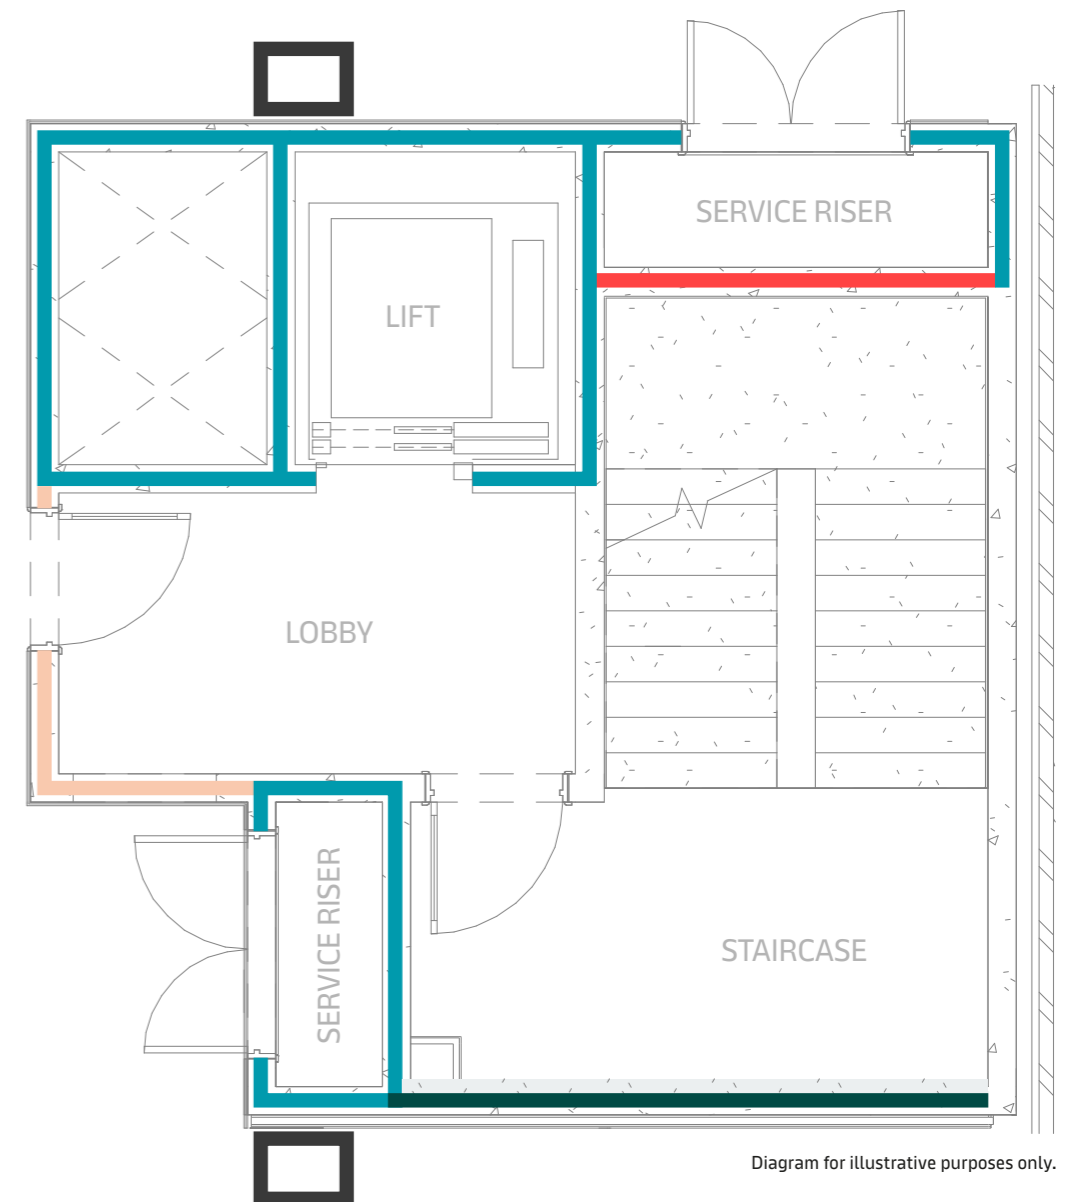 SERVICE RISER
LIFT
LOBBY
SERVICE RISER
STAIRCASE
Diagram for illustrative purposes only.